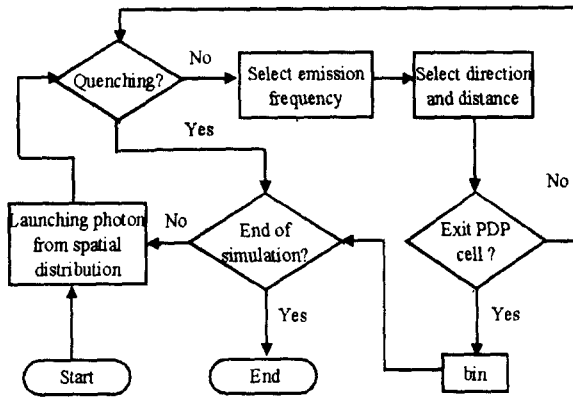 Quenching?
No
Select emission
frequency
Select direction
and distance
Yes
No
Launching photon
from spatial
distribution
No
End of
simulation?
Exit PDP
cell ?
Yes
Yes
Start
End
bin